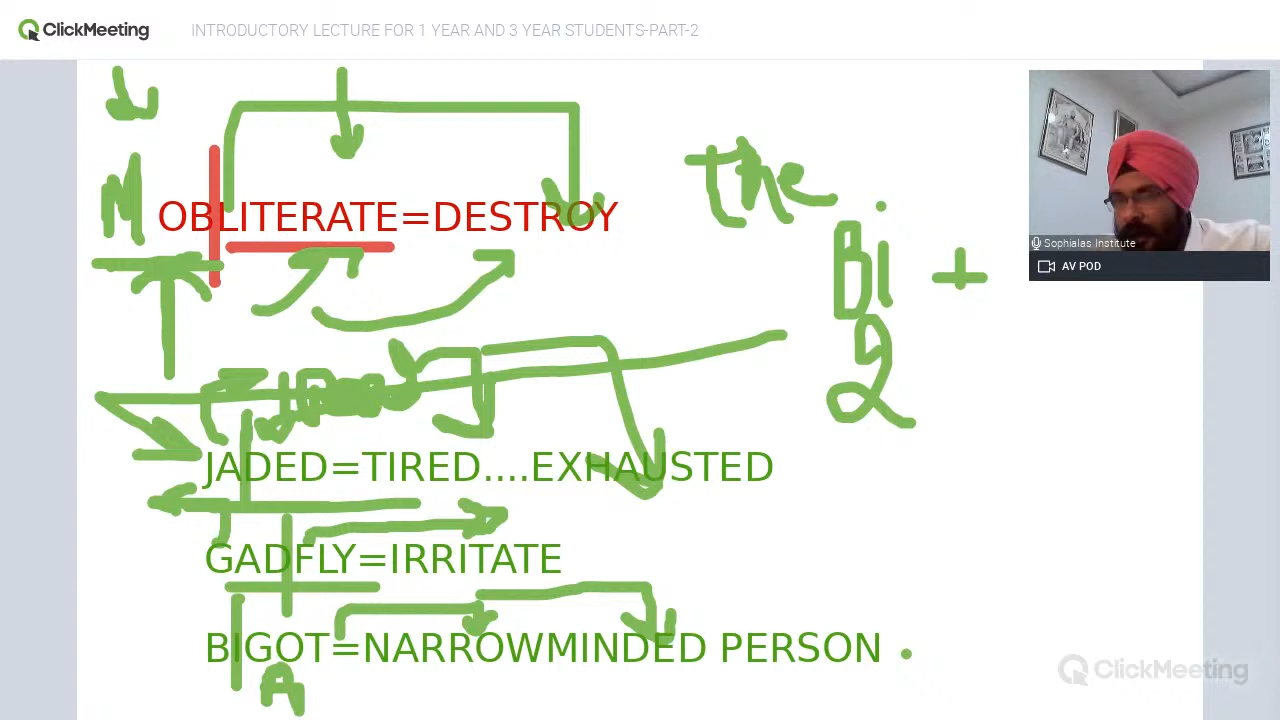 ClickMeeting INTRODUCTORY LECTURE FOR 1 YEAR AND 3 YEAR STUDENTS-PART-2
OBLITERATE=DESTROY
the
Bi +
2
Sophialas Institute
AV POD
JADED=TIRED....EXHAUSTED
GADFLY=IRRITATE
BIGOT=NARROWMINDED PERSON
ClickMeeting